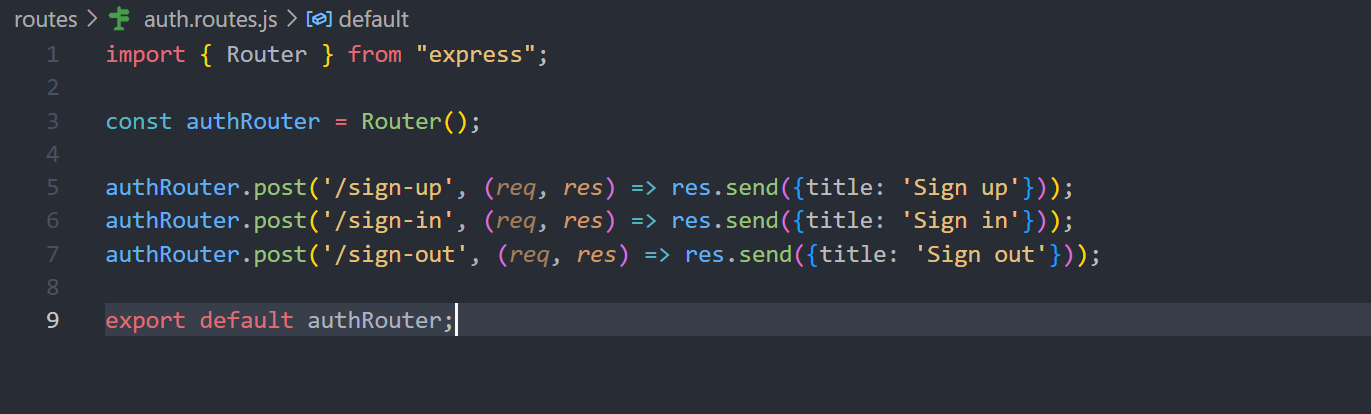 routes > auth.routes.js > default
1 import { Router } from "express";
2
3 const authRouter = Router();
4
5 authRouter.post('/sign-up', (req, res) => res.send({title: 'Sign up'}));
6 authRouter.post('/sign-in', (req, res) => res.send({title: 'Sign in'}));
7 authRouter.post('/sign-out', (req, res) => res.send({title: 'Sign out'}));
8
9 export default authRouter;